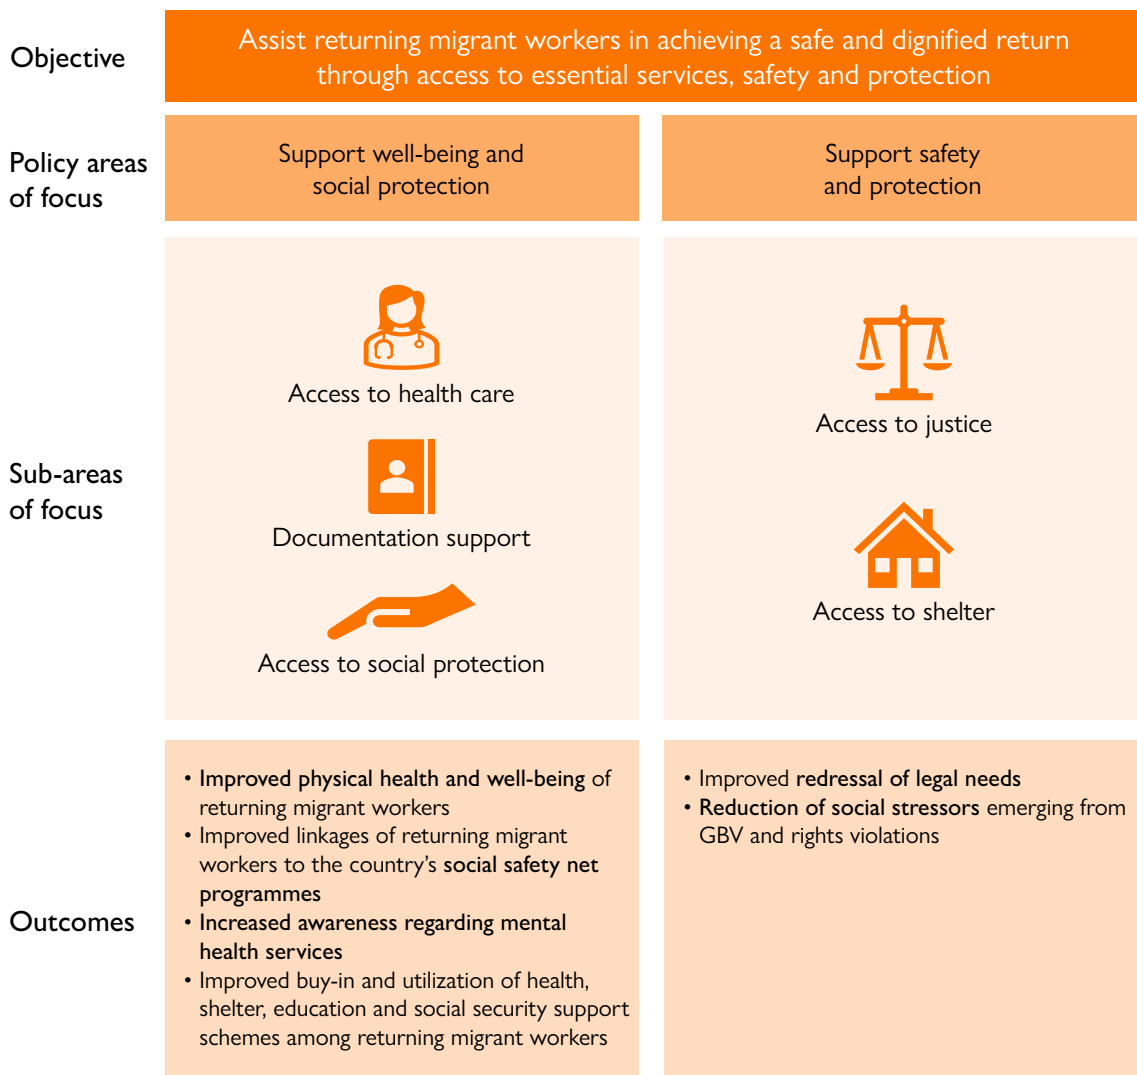 Objective
Assist returning migrant workers in achieving a safe and dignified return
through access to essential services, safety and protection
Policy areas
of focus
Support well-being and
social protection
Support safety
and protection
Sub-areas
of focus
Access to health care
Documentation support
Access to social protection
Access to justice
Access to shelter
Outcomes
• Improved physical health and well-being of
returning migrant workers
• Improved linkages of returning migrant
workers to the country's social safety net
programmes
• Increased awareness regarding mental
health services
• Improved buy-in and utilization of health,
shelter, education and social security support
schemes among returning migrant workers
• Improved redressal of legal needs
• Reduction of social stressors emerging from
GBV and rights violations